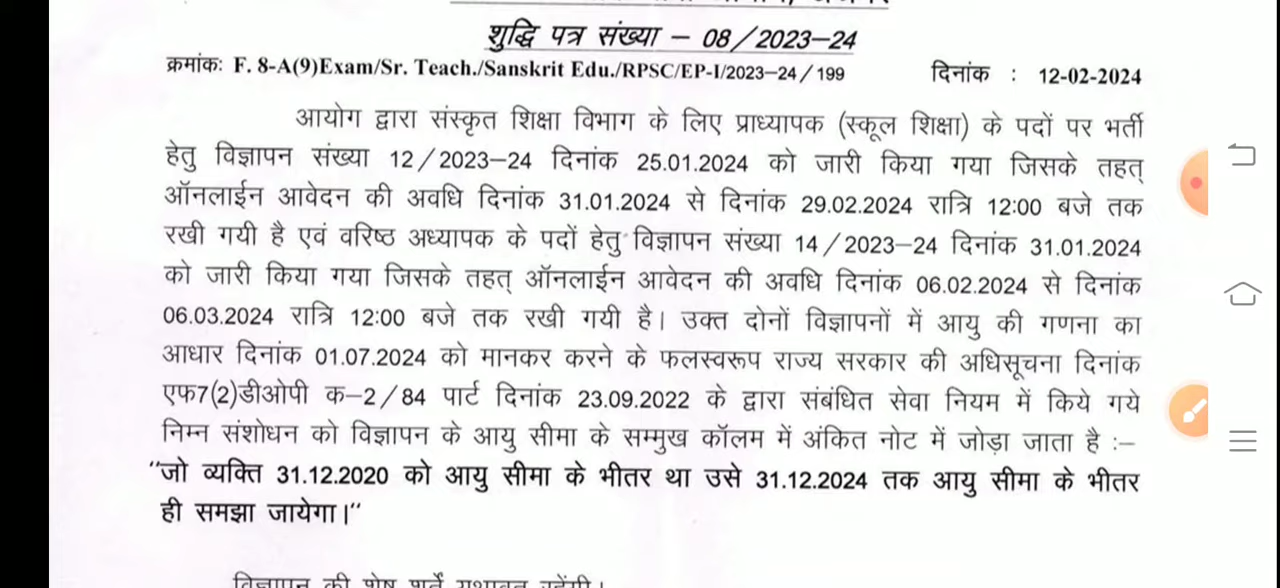 शुद्धि पत्र संख्या – 08/2023–24
क्रमांकः F. 8-A(9)Exam/Sr. Teach./Sanskrit Edu./RPSC/EP-I/2023–24/199 दिनांक : 12-02-2024
आयोग द्वारा संस्कृत शिक्षा विभाग के लिए प्राध्यापक (स्कूल शिक्षा) के पदों पर भर्ती
हेतु विज्ञापन संख्या 12/2023–24 दिनांक 25.01.2024 को जारी किया गया जिसके तहत्
ऑनलाईन आवेदन की अवधि दिनांक 31.01.2024 से दिनांक 29.02.2024 रात्रि 12:00 बजे तक
रखी गयी है एवं वरिष्ठ अध्यापक के पदों हेतु विज्ञापन संख्या 14/2023–24 दिनांक 31.01.2024
को जारी किया गया जिसके तहत् ऑनलाईन आवेदन की अवधि दिनांक 06.02.2024 से दिनांक
06.03.2024 रात्रि 12:00 बजे तक रखी गयी है। उक्त दोनों विज्ञापनों में आयु की गणना का
आधार दिनांक 01.07.2024 को मानकर करने के फलस्वरूप राज्य सरकार की अधिसूचना दिनांक
एफ7(2)डीओपी क–2/84 पार्ट दिनांक 23.09.2022 के द्वारा संबंधित सेवा नियम में किये गये
निम्न संशोधन को विज्ञापन के आयु सीमा के सम्मुख कॉलम में अंकित नोट में जोड़ा जाता है :–
“जो व्यक्ति 31.12.2020 को आयु सीमा के भीतर था उसे 31.12.2024 तक आयु सीमा के भीतर
ही समझा जायेगा।“
विज्ञापन की शेष शर्तें यथावत रहेंगी।